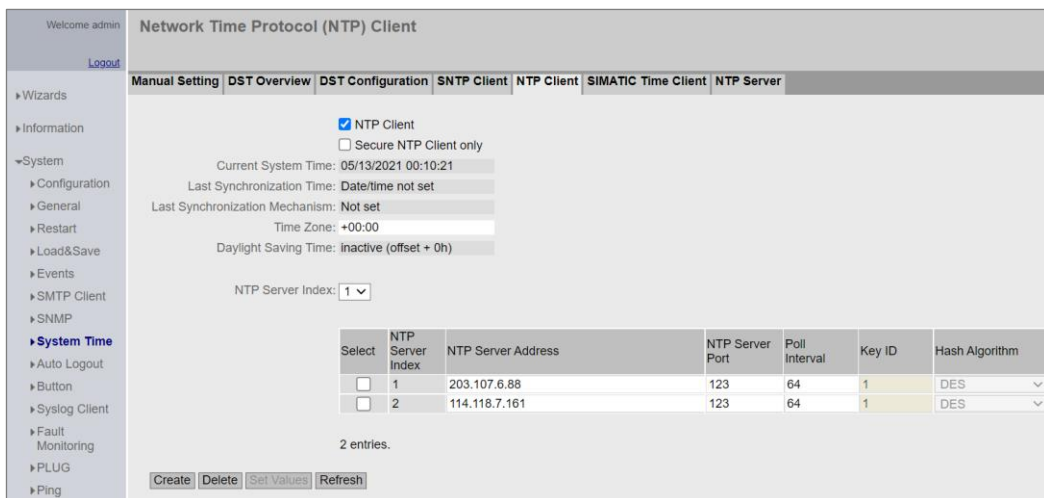 Welcome admin
Logout
Network Time Protocol (NTP) Client
Manual Setting DST Overview DST Configuration SNTP Client NTP Client SIMATIC Time Client NTP Server
Wizards
Information
System
Configuration
General
Restart
Load&Save
Events
SMTP Client
SNMP
System Time
Auto Logout
Button
Syslog Client
Fault
Monitoring
PLUG
Ping
NTP Client
Secure NTP Client only
Current System Time: 05/13/2021 00:10:21
Last Synchronization Time: Date/time not set
Last Synchronization Mechanism: Not set
Time Zone: +00:00
Daylight Saving Time: inactive (offset + 0h)
NTP Server Index: 1
Select NTP Server Index NTP Server Address NTP Server Port Poll Interval Key ID Hash Algorithm
1 203.107.6.88 123 64 1 DES
2 114.118.7.161 123 64 1 DES
2 entries.
Create Delete Set Values Refresh